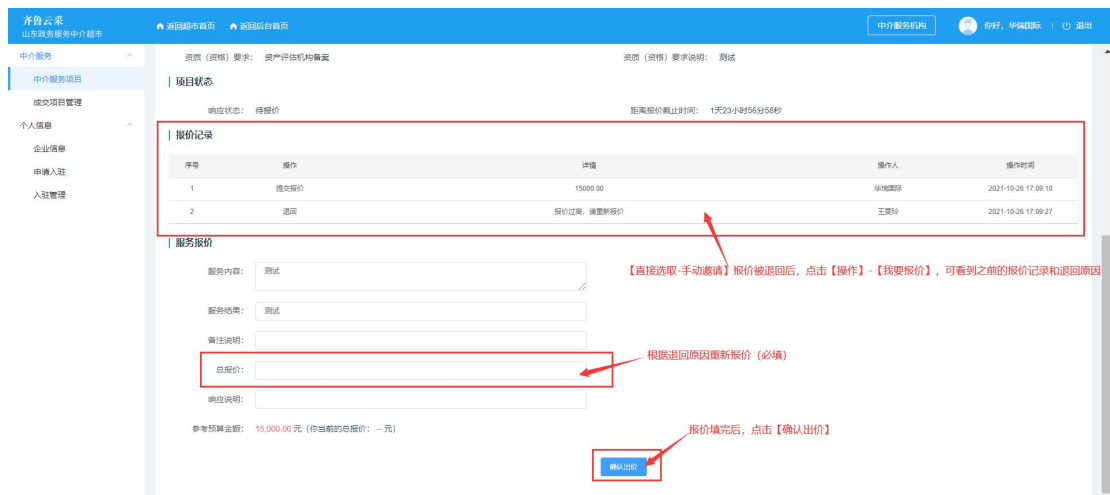 齐鲁云采
山东政务服务中介超市
返回超市首页 返回后台首页
中介服务机构 你好，华瑞国际 退出
中介服务
中介服务项目
成交项目管理
个人信息
企业信息
申请入驻
入驻管理
资质（资格）要求： 资产评估机构备案 资质（资格）要求说明： 测试
项目状态
响应状态： 待报价 距离报价截止时间： 1天23小时56分58秒
报价记录
序号 操作 详情 操作人 操作时间
1 提交报价 15000.00 华瑞国际 2021-10-26 17:09:10
2 退回 报价过高，请重新报价 王雯玲 2021-10-26 17:09:27
服务报价
【直接选取-手动邀请】报价被退回后，点击【操作】-【我要报价】，可看到之前的报价记录和退回原因
服务内容： 测试
服务结果： 测试
备注说明：
根据退回原因重新报价（必填）
总报价：
响应说明：
参考预算金额： 15,000.00 元（你当前的总报价： -- 元）
报价填完后，点击【确认出价】
确认出价